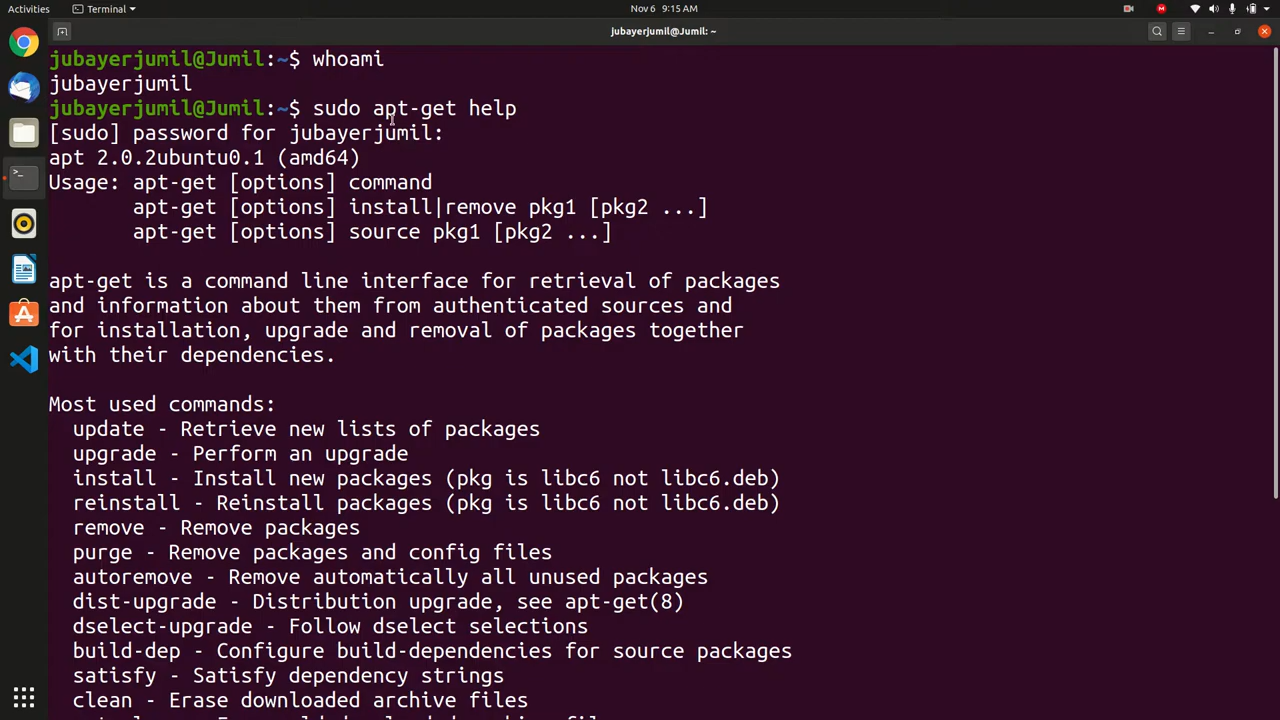 Activities
Terminal
Nov 6 9:15 AM
jubayerjumil@Jumil: ~
jubayerjumil@Jumil:~$ whoami
jubayerjumil
jubayerjumil@Jumil:~$ sudo apt-get help
[sudo] password for jubayerjumil:
apt 2.0.2ubuntu0.1 (amd64)
Usage: apt-get [options] command
apt-get [options] install|remove pkg1 [pkg2 ...]
apt-get [options] source pkg1 [pkg2 ...]
apt-get is a command line interface for retrieval of packages
and information about them from authenticated sources and
for installation, upgrade and removal of packages together
with their dependencies.
Most used commands:
update - Retrieve new lists of packages
upgrade - Perform an upgrade
install - Install new packages (pkg is libc6 not libc6.deb)
reinstall - Reinstall packages (pkg is libc6 not libc6.deb)
remove - Remove packages
purge - Remove packages and config files
autoremove - Remove automatically all unused packages
dist-upgrade - Distribution upgrade, see apt-get(8)
dselect-upgrade - Follow dselect selections
build-dep - Configure build-dependencies for source packages
satisfy - Satisfy dependency strings
clean - Erase downloaded archive files